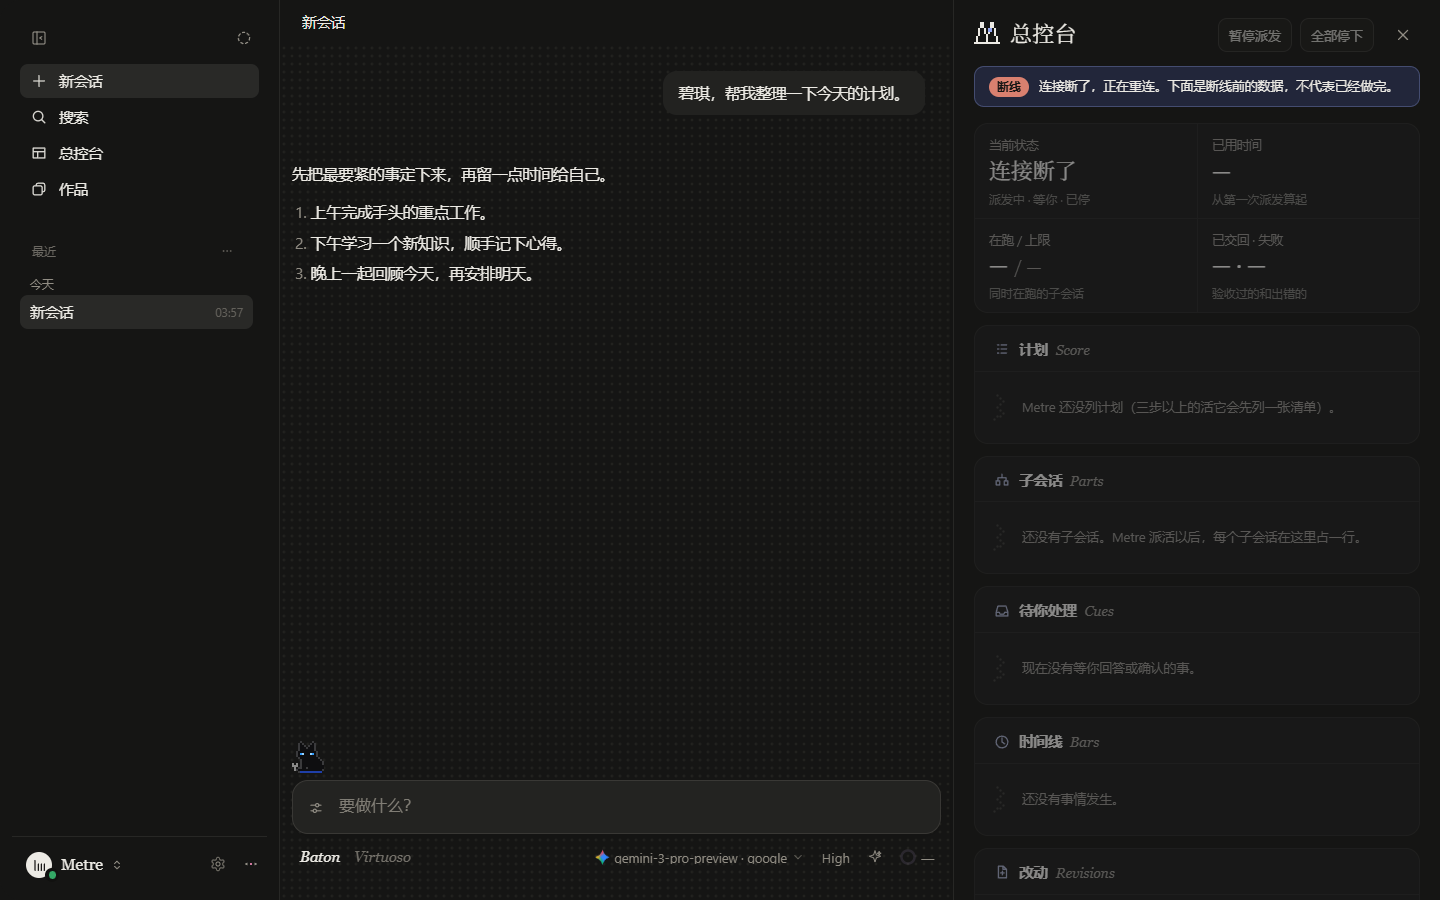 新会话
搜索
总控台
作品
最近
今天
新会话 03:57
Metre
新会话
碧琪，帮我整理一下今天的计划。
先把最要紧的事定下来，再留一点时间给自己。
1. 上午完成手头的重点工作。
2. 下午学习一个新知识，顺手记下心得。
3. 晚上一起回顾今天，再安排明天。
要做什么？
Baton Virtuoso
gemini-3-pro-preview · google High —
总控台
暂停派发 全部停下
断线 连接断了，正在重连。下面是断线前的数据，不代表已经做完。
当前状态
连接断了
派发中 · 等你 · 已停
已用时间
—
从第一次派发算起
在跑 / 上限
— / —
同时在跑的子会话
已交回 · 失败
— · —
验收过的和出错的
计划 Score
Metre 还没列计划（三步以上的活它会先列一张清单）。
子会话 Parts
还没有子会话。Metre 派活以后，每个子会话在这里占一行。
待你处理 Cues
现在没有等你回答或确认的事。
时间线 Bars
还没有事情发生。
改动 Revisions